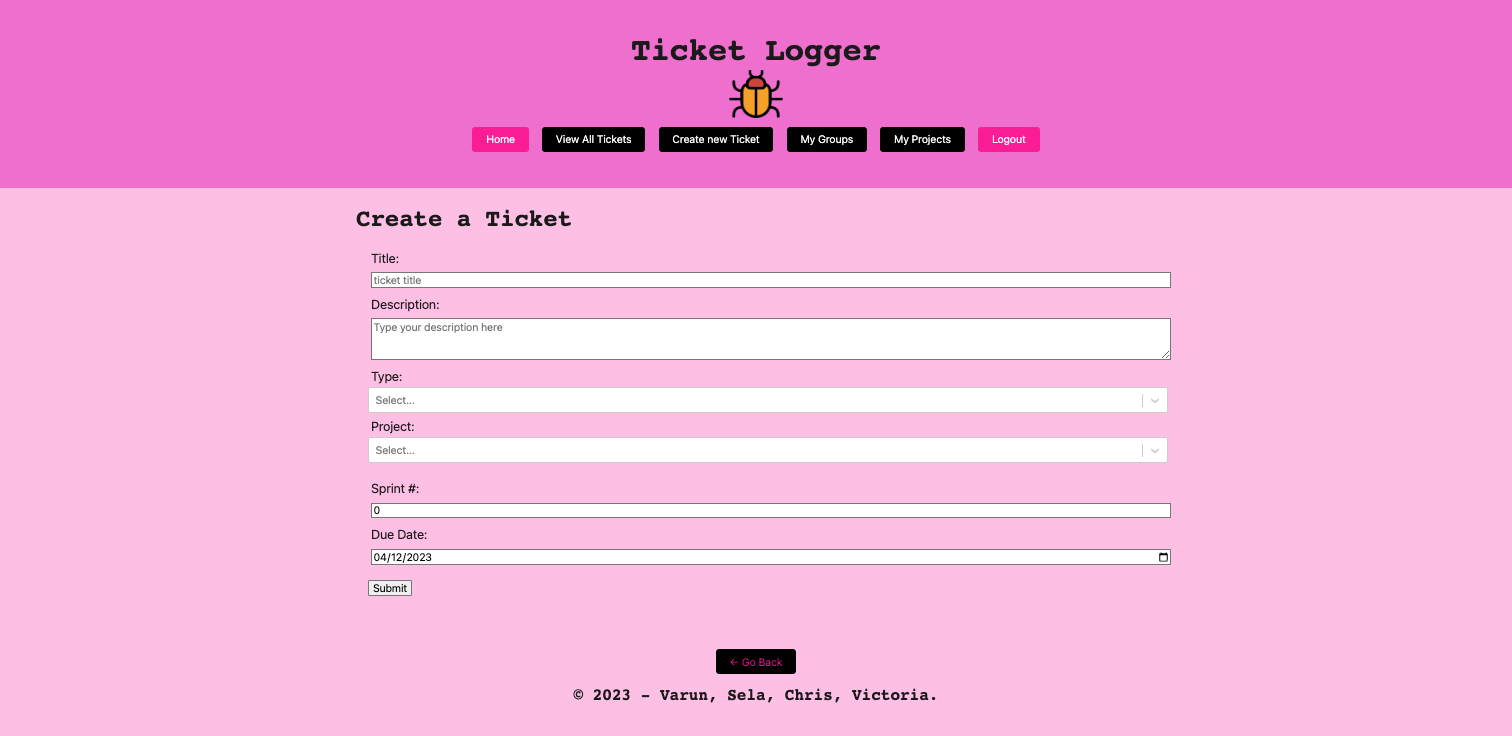 Ticket Logger
Home View All Tickets Create new Ticket My Groups My Projects Logout
Create a Ticket
Title:
ticket title
Description:
Type your description here
Type:
Select...
Project:
Select...
Sprint #:
0
Due Date:
04/12/2023
Submit
← Go Back
© 2023 - Varun, Sela, Chris, Victoria.